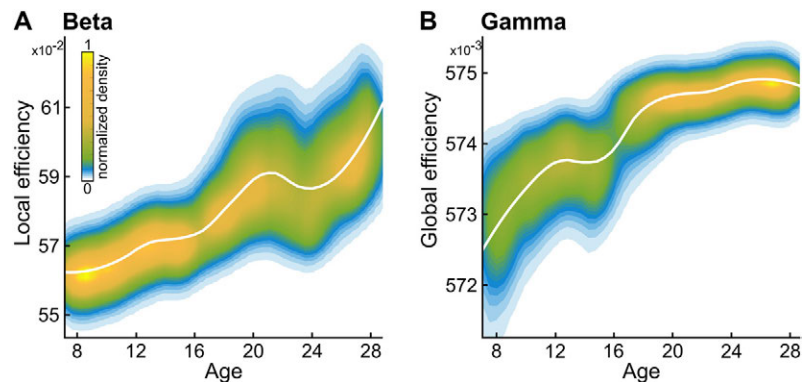 A Beta
x10⁻²
1
0
normalized density
Local efficiency
61
59
57
55
8 12 16 20 24 28
Age
B Gamma
x10⁻³
Global efficiency
575
574
573
572
8 12 16 20 24 28
Age